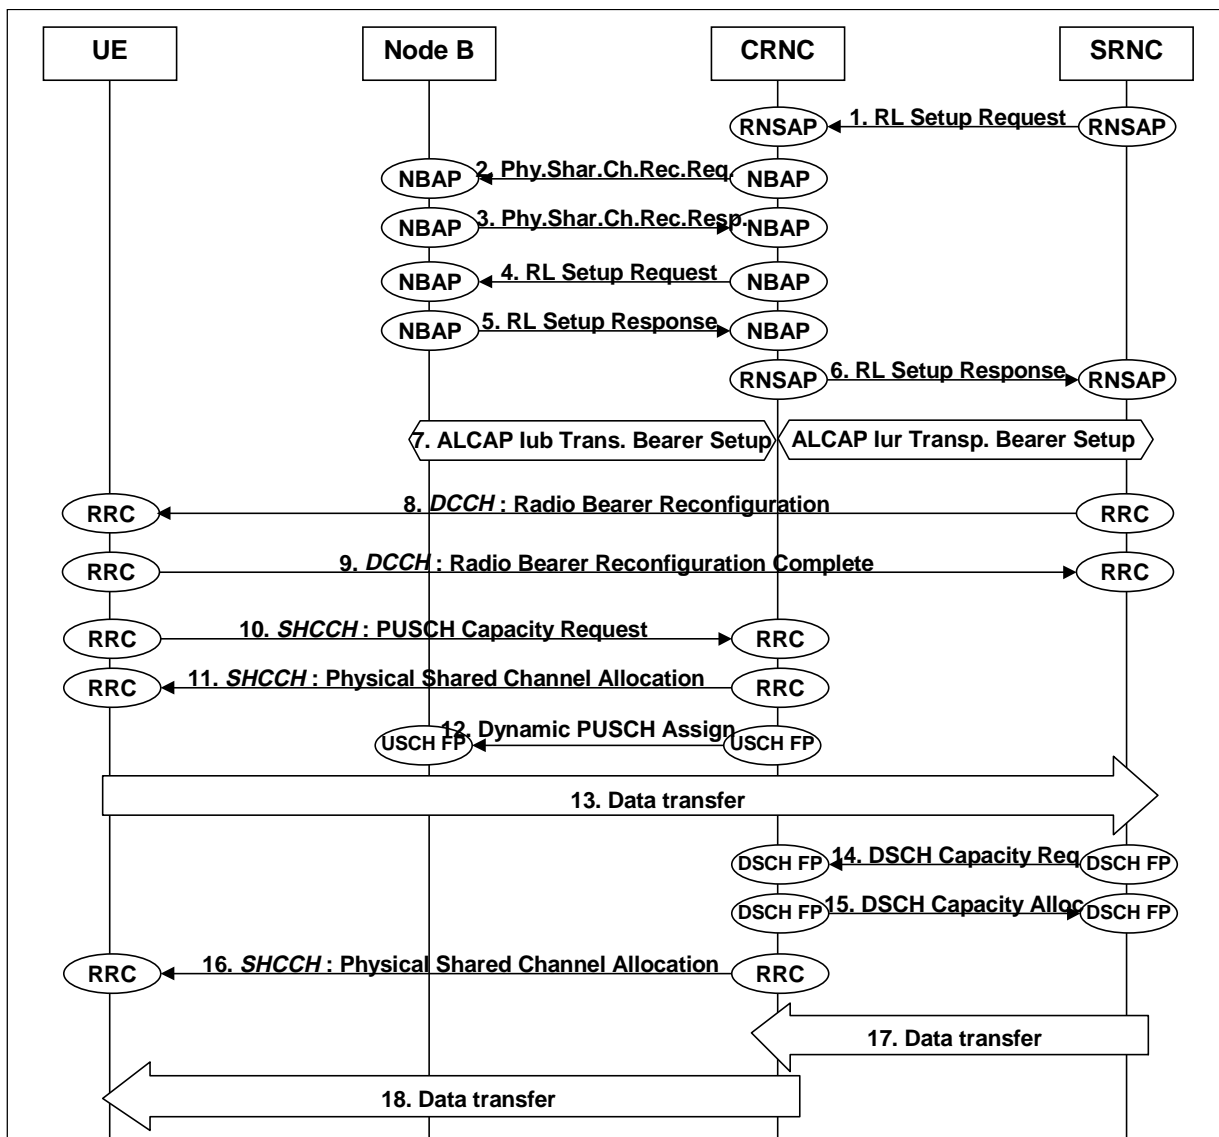 UE Node B CRNC SRNC
RNSAP 1. RL Setup Request RNSAP
NBAP 2. Phy.Shar.Ch.Rec.Req. NBAP
NBAP 3. Phy.Shar.Ch.Rec.Resp. NBAP
NBAP 4. RL Setup Request NBAP
NBAP 5. RL Setup Response NBAP
RNSAP 6. RL Setup Response RNSAP
7. ALCAP Iub Trans. Bearer Setup ALCAP Iur Transp. Bearer Setup
RRC 8. DCCH : Radio Bearer Reconfiguration RRC
RRC 9. DCCH : Radio Bearer Reconfiguration Complete RRC
RRC 10. SHCCH : PUSCH Capacity Request RRC
RRC 11. SHCCH : Physical Shared Channel Allocation RRC
USCH FP 12. Dynamic PUSCH Assign USCH FP
13. Data transfer
DSCH FP 14. DSCH Capacity Req DSCH FP
DSCH FP 15. DSCH Capacity Alloc DSCH FP
RRC 16. SHCCH : Physical Shared Channel Allocation RRC
17. Data transfer
18. Data transfer